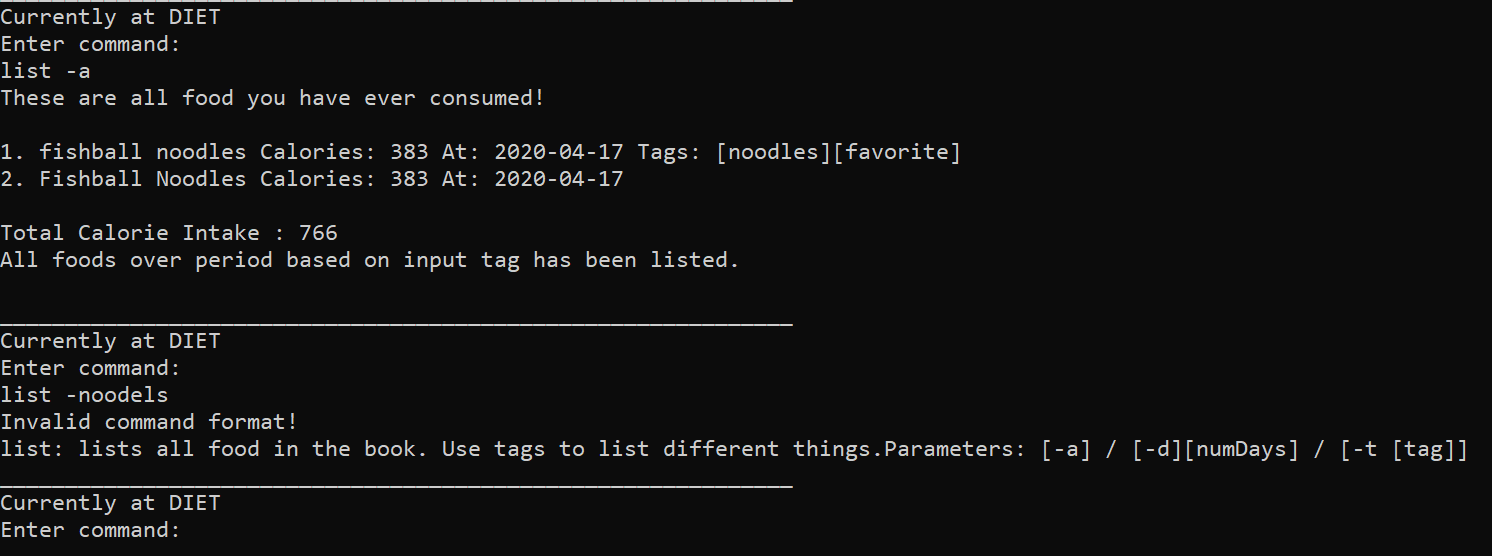 Currently at DIET
Enter command:
list -a
These are all food you have ever consumed!
1. fishball noodles Calories: 383 At: 2020-04-17 Tags: [noodles][favorite]
2. Fishball Noodles Calories: 383 At: 2020-04-17
Total Calorie Intake : 766
All foods over period based on input tag has been listed.
Currently at DIET
Enter command:
list -noodels
Invalid command format!
list: lists all food in the book. Use tags to list different things.Parameters: [-a] / [-d][numDays] / [-t [tag]]
Currently at DIET
Enter command: